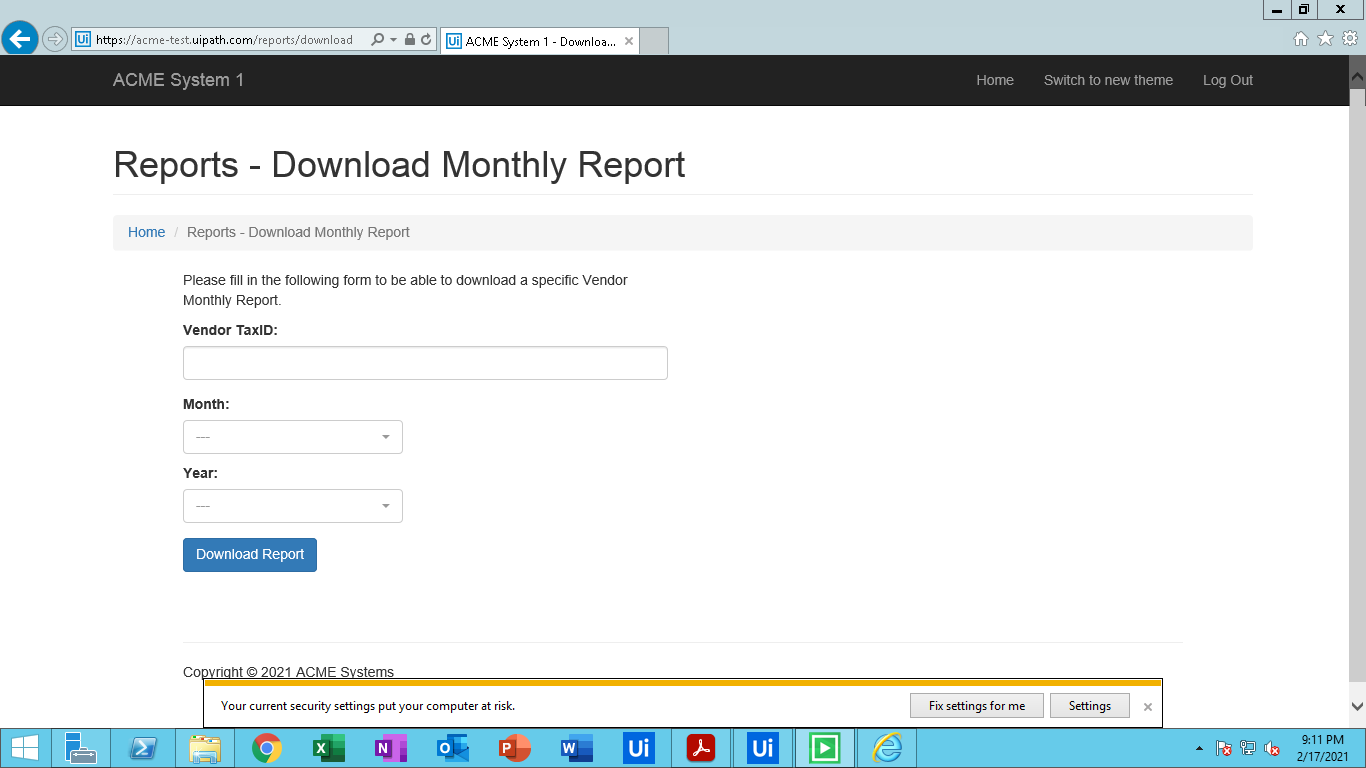 https://acme-test.uipath.com/reports/download
Ui ACME System 1 - Downloa...
ACME System 1
Home
Switch to new theme
Log Out
Reports - Download Monthly Report
Home / Reports - Download Monthly Report
Please fill in the following form to be able to download a specific Vendor
Monthly Report.
Vendor TaxID:
Month:
---
Year:
---
Download Report
Copyright © 2021 ACME Systems
Your current security settings put your computer at risk.
Fix settings for me
Settings
Ui
Ui
9:11 PM
2/17/2021